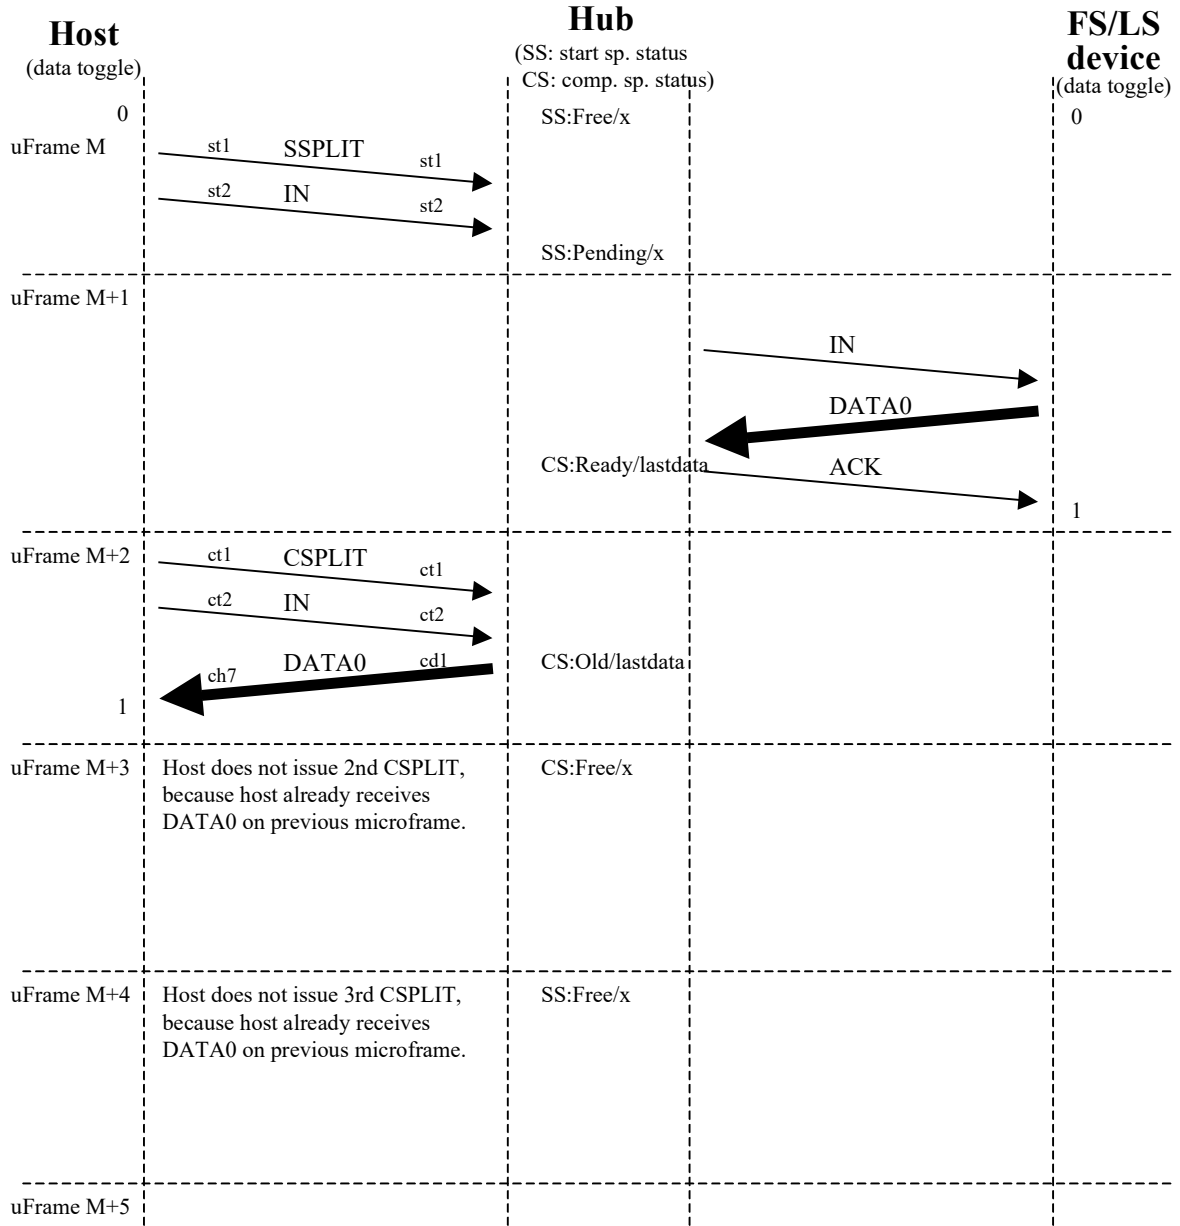 Host
(data toggle)
Hub
(SS: start sp. status
CS: comp. sp. status)
FS/LS
device
(data toggle)
0
SS:Free/x
0
uFrame M
st1
SSPLIT
st1
st2
IN
st2
SS:Pending/x
uFrame M+1
IN
DATA0
CS:Ready/lastdata
ACK
1
uFrame M+2
ct1
CSPLIT
ct1
ct2
IN
ct2
DATA0
cd1
CS:Old/lastdata
ch7
1
uFrame M+3
Host does not issue 2nd CSPLIT,
because host already receives
DATA0 on previous microframe.
CS:Free/x
uFrame M+4
Host does not issue 3rd CSPLIT,
because host already receives
DATA0 on previous microframe.
SS:Free/x
uFrame M+5